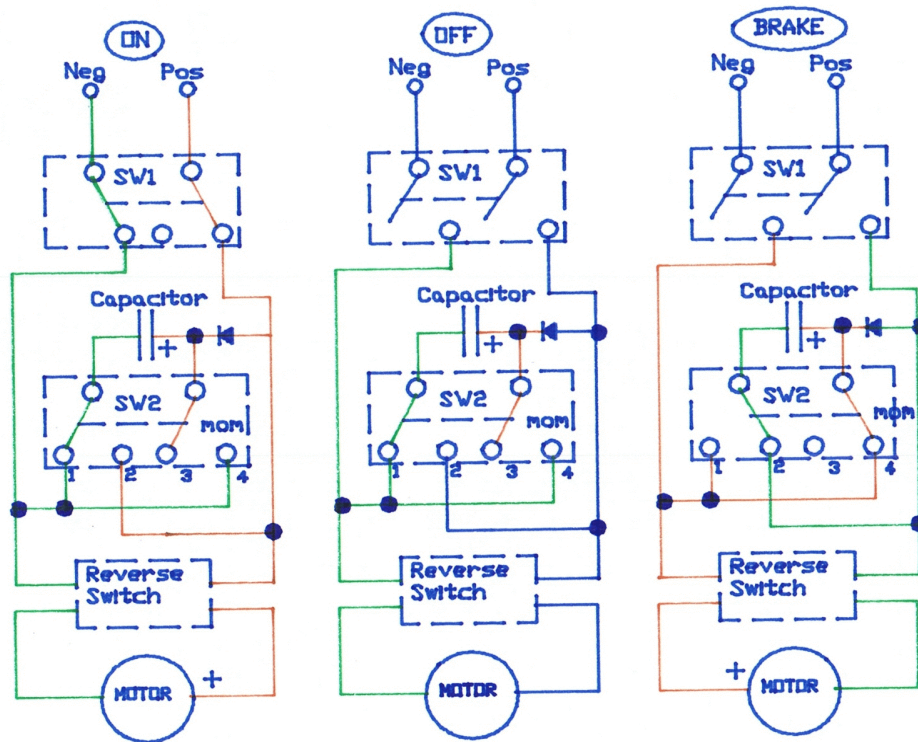 ON
Neg Pos
SW1
Capacitor
+
SW2
mom
1 2 3 4
Reverse
Switch
MOTOR +
OFF
Neg Pos
SW1
Capacitor
+
SW2
mom
1 2 3 4
Reverse
Switch
MOTOR
BRAKE
Neg Pos
SW1
Capacitor
+
SW2
mom
1 2 3 4
Reverse
Switch
+ MOTOR